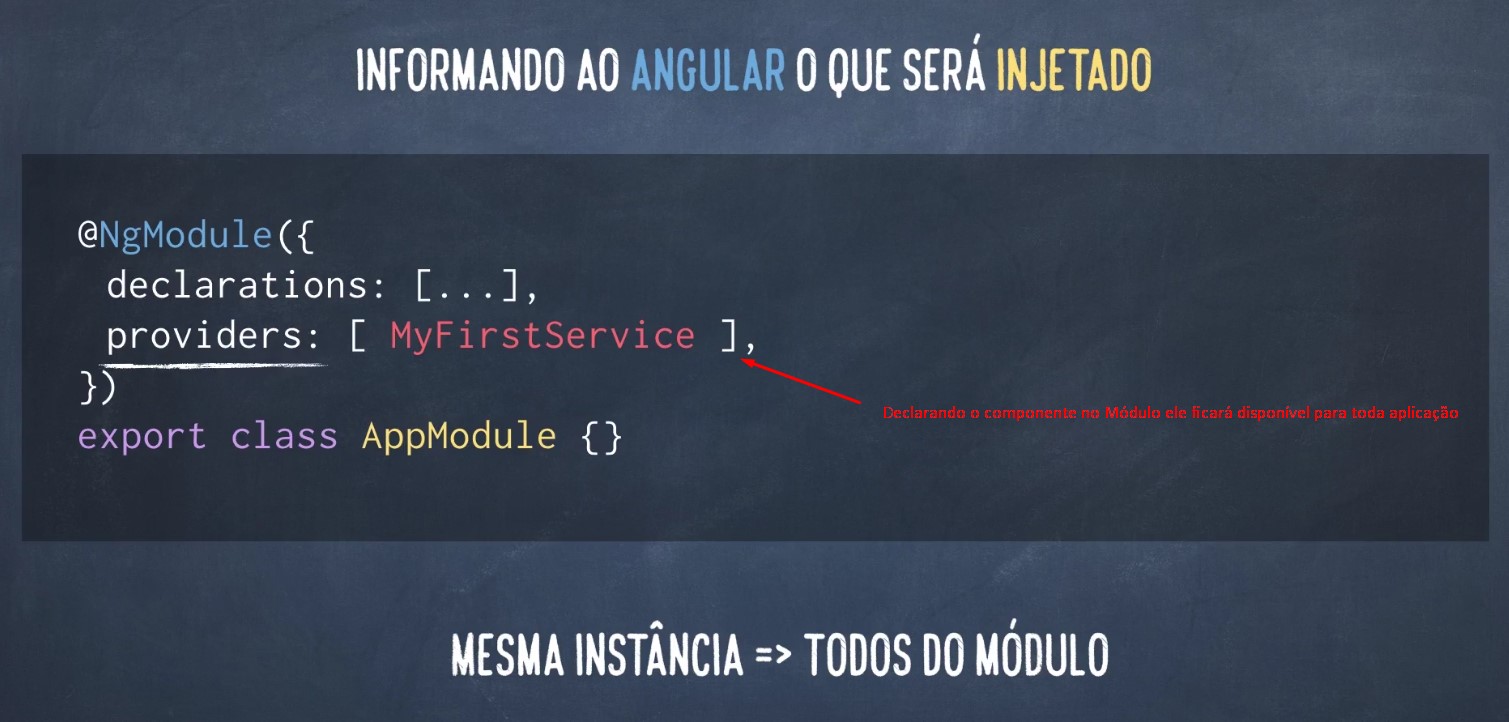 INFORMANDO AO ANGULAR O QUE SERÁ INJETADO
@NgModule({
declarations: [...],
providers: [ MyFirstService ],
})
Declarando o componente no Módulo ele ficará disponível para toda aplicação
export class AppModule {}
MESMA INSTÂNCIA => TODOS DO MÓDULO